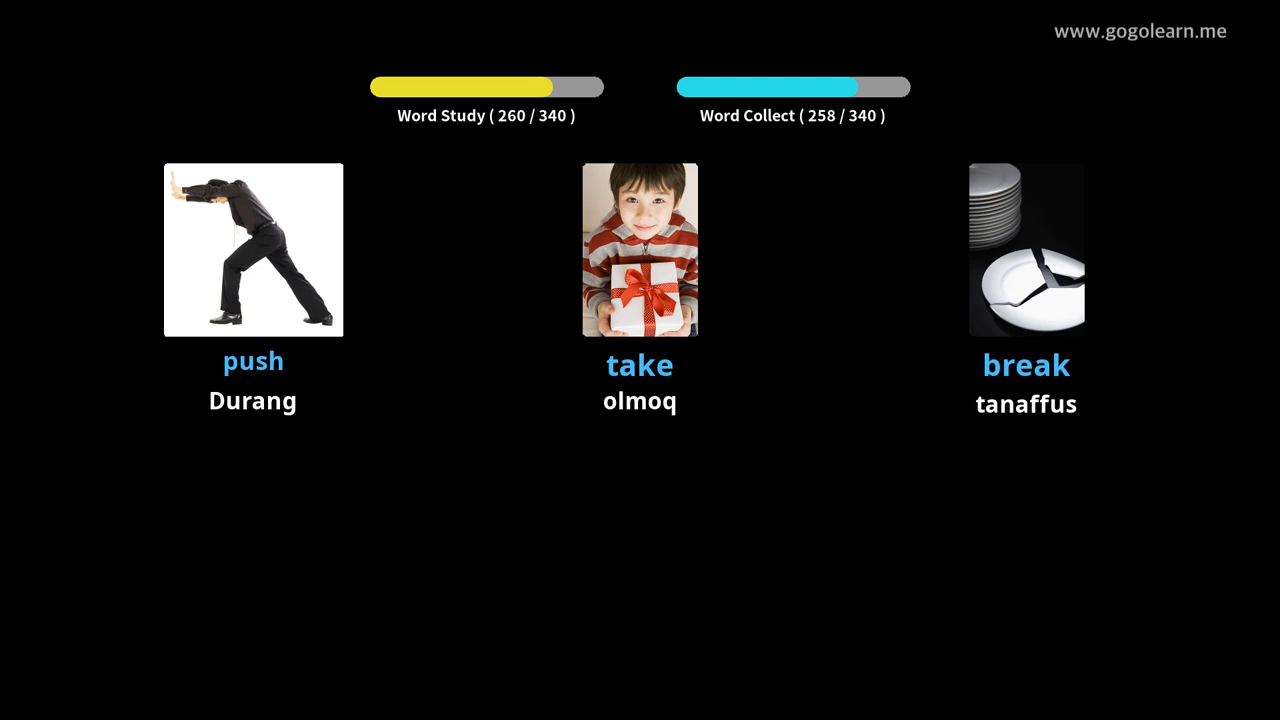 www.gogolearn.me
Word Study ( 260 / 340 )
Word Collect ( 258 / 340 )
push
take
break
Durang
olmoq
tanaffus